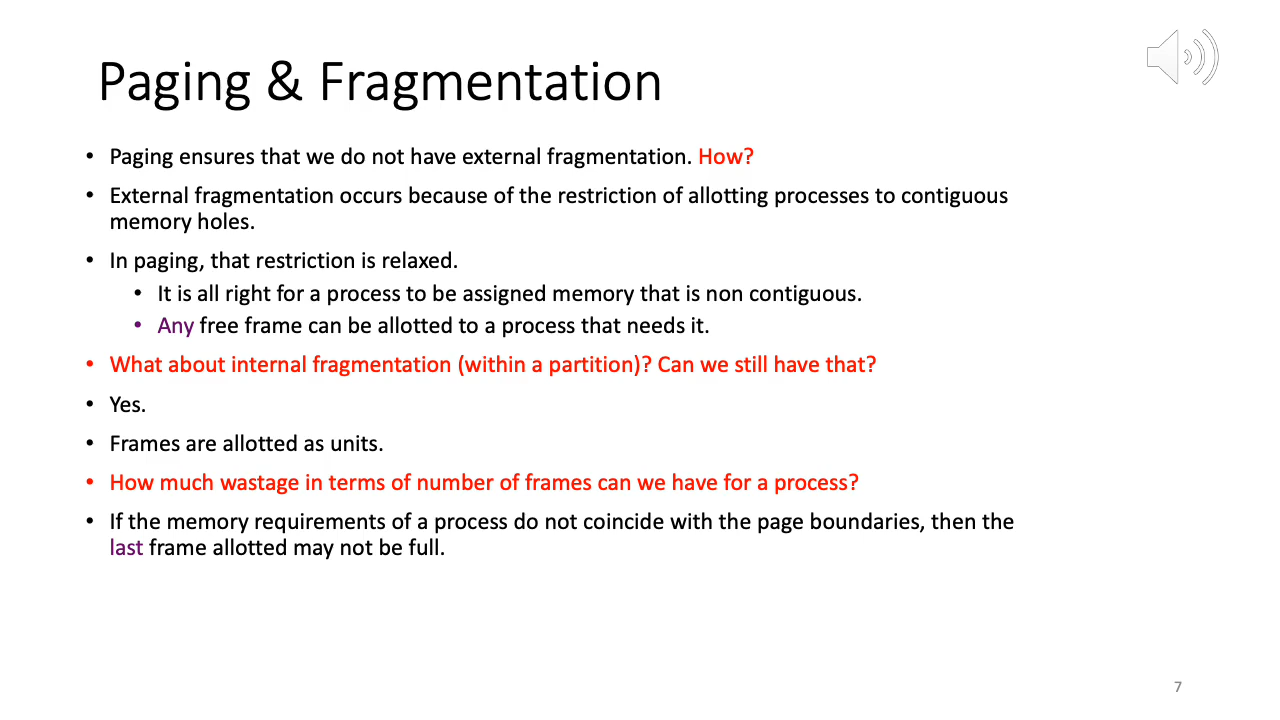 Paging & Fragmentation
• Paging ensures that we do not have external fragmentation. How?
• External fragmentation occurs because of the restriction of allotting processes to contiguous
memory holes.
• In paging, that restriction is relaxed.
• It is all right for a process to be assigned memory that is non contiguous.
• Any free frame can be allotted to a process that needs it.
• What about internal fragmentation (within a partition)? Can we still have that?
• Yes.
• Frames are allotted as units.
• How much wastage in terms of number of frames can we have for a process?
• If the memory requirements of a process do not coincide with the page boundaries, then the
last frame allotted may not be full.
7